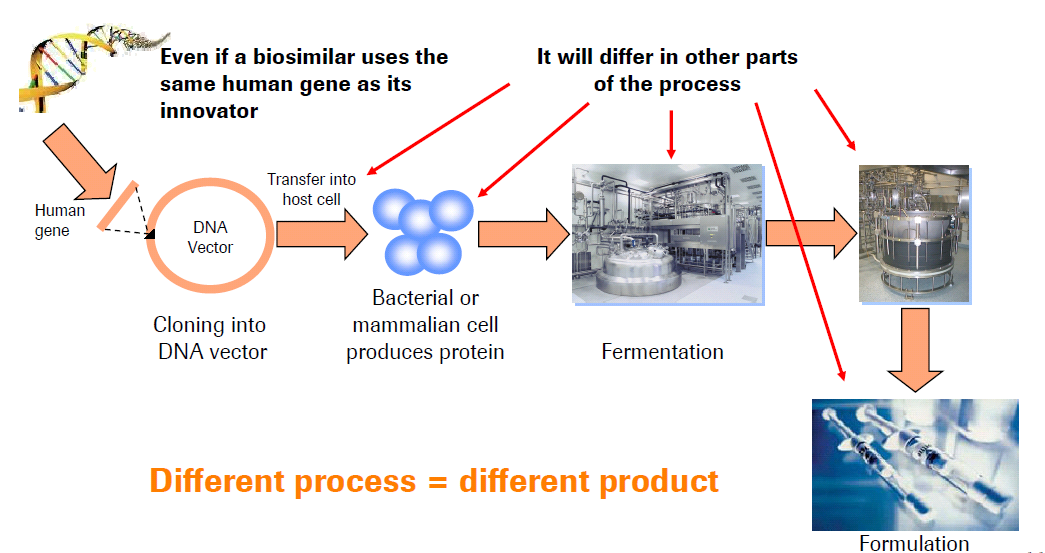 Even if a biosimilar uses the
same human gene as its
innovator
It will differ in other parts
of the process
Human
gene
DNA
Vector
Transfer into
host cell
Cloning into
DNA vector
Bacterial or
mammalian cell
produces protein
Fermentation
Different process = different product
Formulation